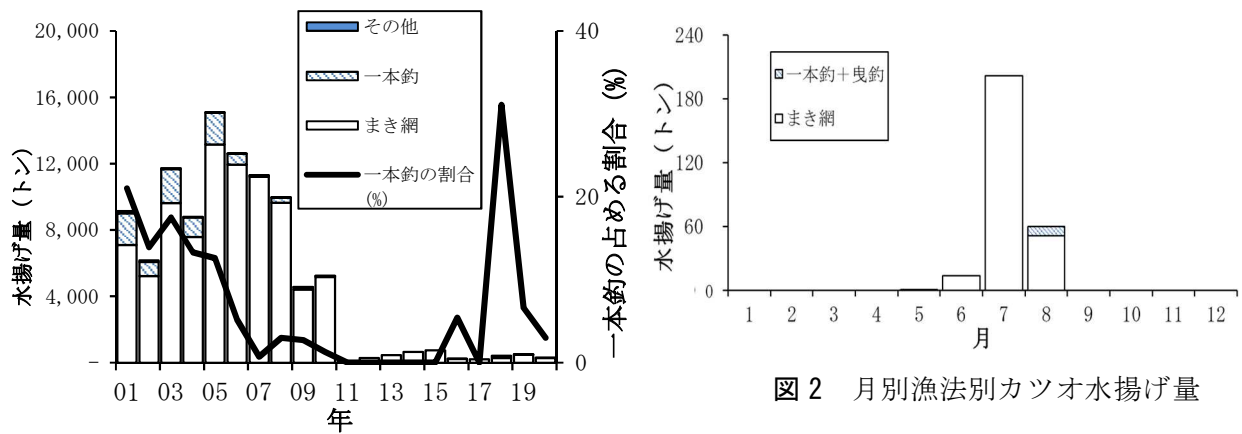 20,000
16,000
12,000
8,000
4,000
-
水揚げ量（トン）
その他
一本釣
まき網
一本釣の割合
(%)
40
20
0
一本釣の占める割合（%）
01 03 05 07 09 11 13 15 17 19
年
240
180
120
60
0
水揚げ量（トン）
一本釣＋曳釣
まき網
1 2 3 4 5 6 7 8 9 10 11 12
月
図２ 月別漁法別カツオ水揚げ量